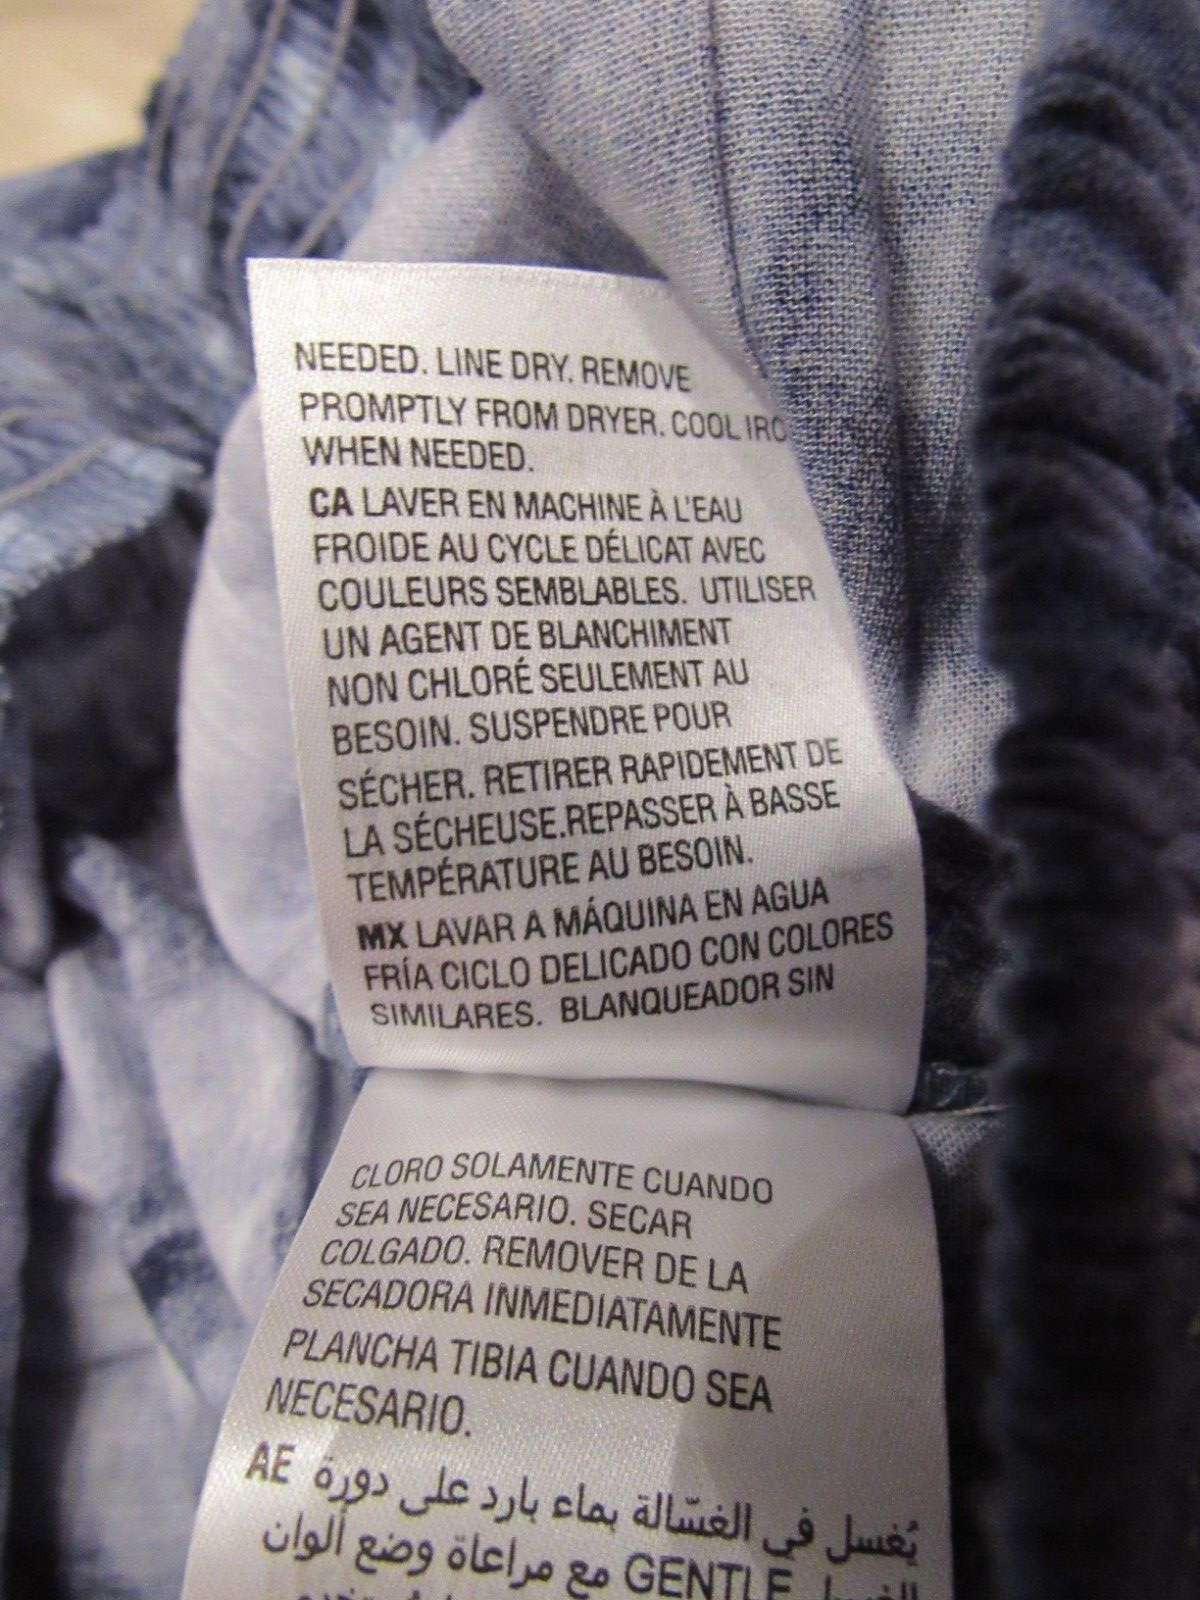 NEEDED. LINE DRY. REMOVE
PROMPTLY FROM DRYER. COOL
WHEN NEEDED.
CA LAVER EN MACHINE À L'EAU
FROIDE AU CYCLE DÉLICAT AVEC
COULEURS SEMBLABLES. UTILISER
UN AGENT DE BLANCHIMENT
NON CHLORÉ SEULEMENT AU
BESOIN. SUSPENDRE POUR
SÉCHER. RETIRER RAPIDEMENT DE
LA SÉCHEUSE.REPASSER À BASSE
TEMPÉRATURE AU BESOIN.
MX LAVAR A MÁQUINA EN AGUA
FRÍA CICLO DELICADO CON COLORES
SIMILARES. BLANQUEADOR SIN
CLORO SOLAMENTE CUANDO
SEA NECESARIO. SECAR
COLGADO. REMOVER DE LA
SECADORA INMEDIATAMENTE
PLANCHA TIBIA CUANDO SEA
NECESARIO.
AE يُغسل في الغسّالة بماء بارد على دورة
GENTLE مع مراعاة وضع ألوان